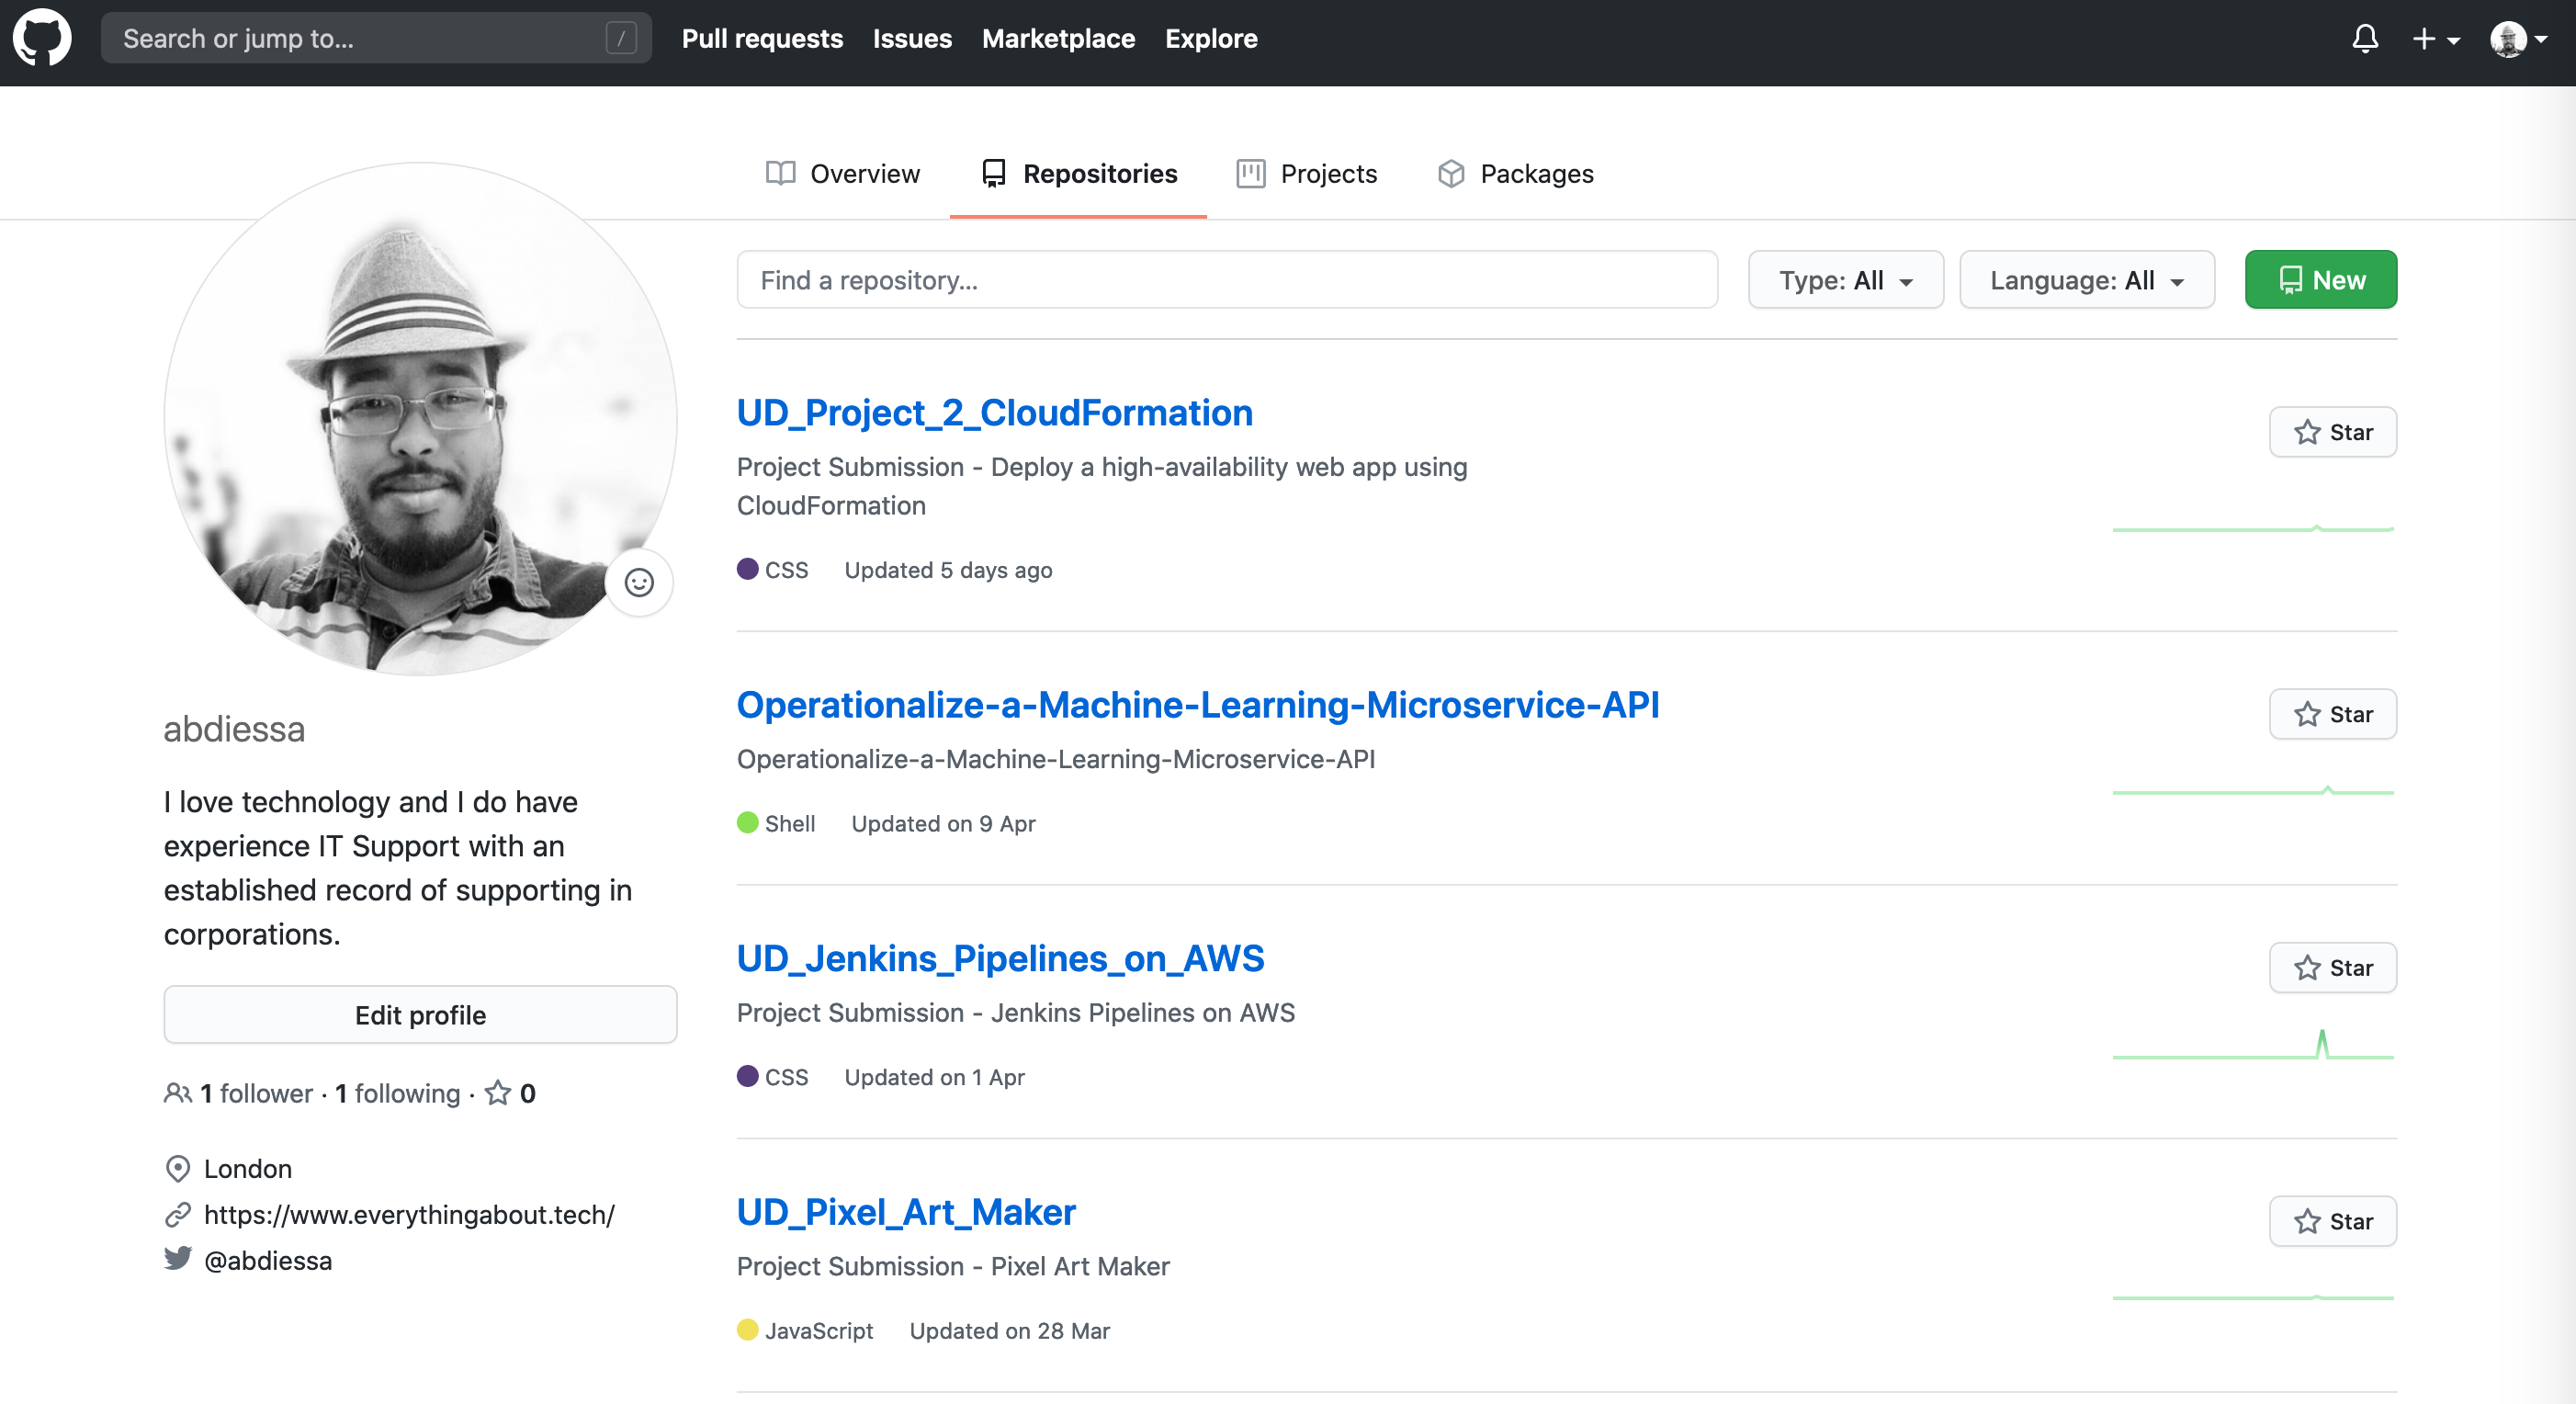 Search or jump to... /
Pull requests Issues Marketplace Explore
Overview Repositories Projects Packages
Find a repository... Type: All Language: All New
abdiessa
I love technology and I do have
experience IT Support with an
established record of supporting in
corporations.
Edit profile
1 follower · 1 following · 0
London
https://www.everythingabout.tech/
@abdiessa
UD_Project_2_CloudFormation
Star
Project Submission - Deploy a high-availability web app using
CloudFormation
CSS Updated 5 days ago
Operationalize-a-Machine-Learning-Microservice-API
Star
Operationalize-a-Machine-Learning-Microservice-API
Shell Updated on 9 Apr
UD_Jenkins_Pipelines_on_AWS
Star
Project Submission - Jenkins Pipelines on AWS
CSS Updated on 1 Apr
UD_Pixel_Art_Maker
Star
Project Submission - Pixel Art Maker
JavaScript Updated on 28 Mar